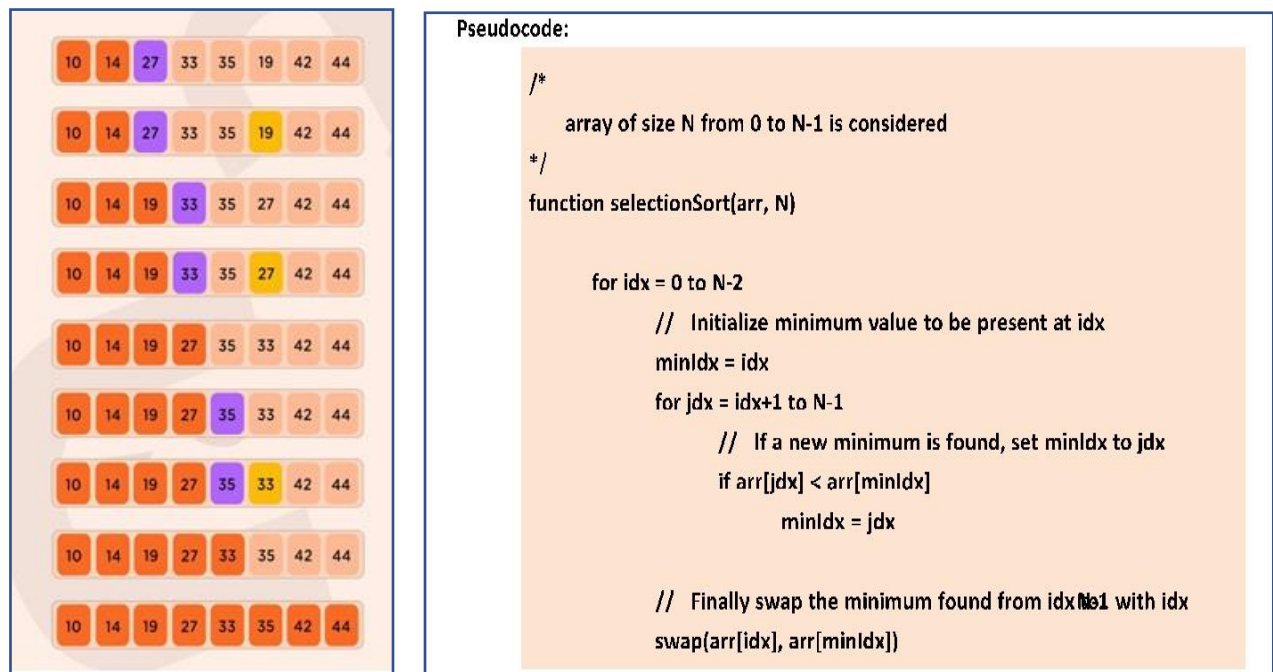 10 14 27 33 35 19 42 44
10 14 27 33 35 19 42 44
10 14 19 33 35 27 42 44
10 14 19 33 35 27 42 44
10 14 19 27 35 33 42 44
10 14 19 27 35 33 42 44
10 14 19 27 35 33 42 44
10 14 19 27 33 35 42 44
10 14 19 27 33 35 42 44
Pseudocode:
/*
array of size N from 0 to N-1 is considered
*/
function selectionSort(arr, N)
for idx = 0 to N-2
// Initialize minimum value to be present at idx
minIdx = idx
for jdx = idx+1 to N-1
// If a new minimum is found, set minIdx to jdx
if arr[jdx] < arr[minIdx]
minIdx = jdx
// Finally swap the minimum found from idx N-1 with idx
swap(arr[idx], arr[minIdx])